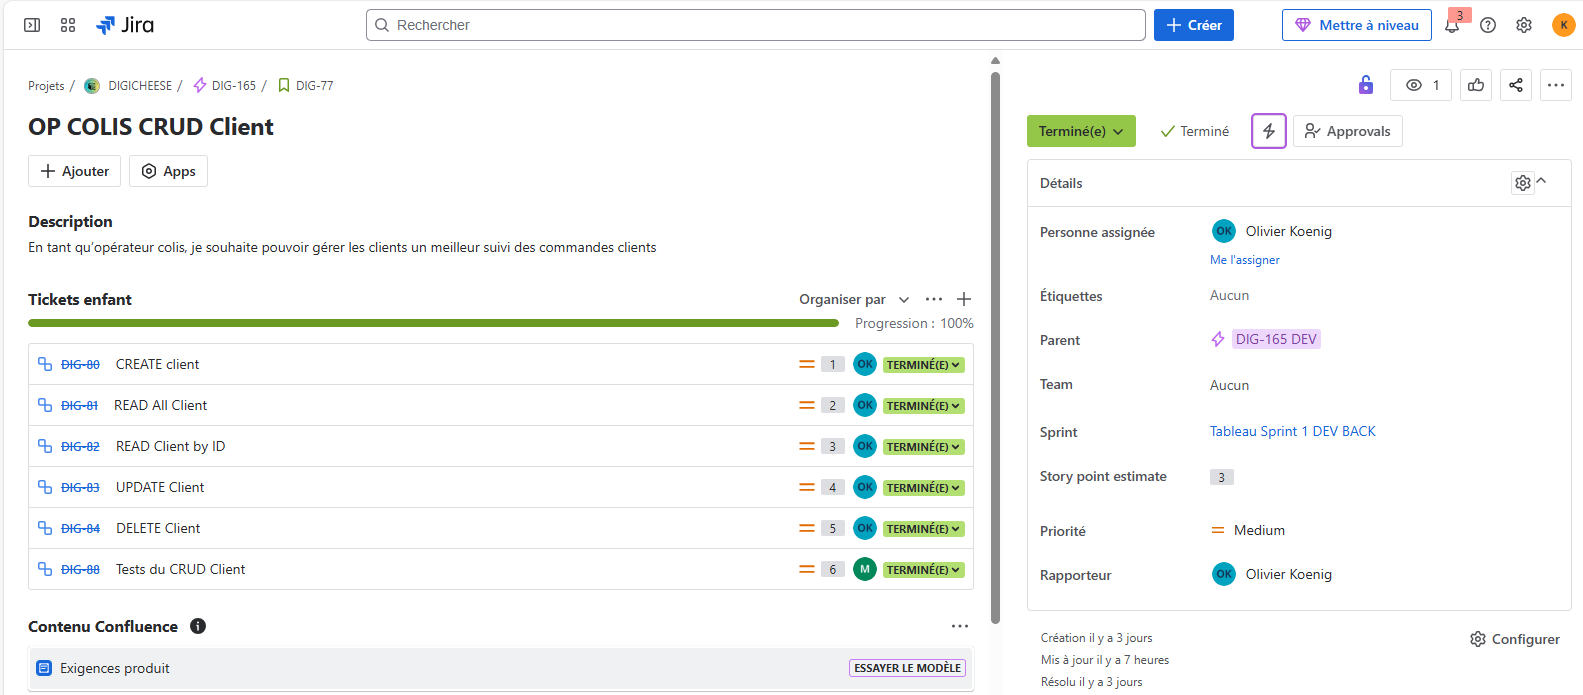 Jira
Rechercher
Créer
Mettre à niveau
3
K
Projets / DIGICHEESE / DIG-165 / DIG-77
OP COLIS CRUD Client
Ajouter
Apps
Description
En tant qu'opérateur colis, je souhaite pouvoir gérer les clients un meilleur suivi des commandes clients
Tickets enfant
Organiser par
Progression : 100%
DIG-80 CREATE client 1 OK TERMINÉ(E)
DIG-81 READ All Client 2 OK TERMINÉ(E)
DIG-82 READ Client by ID 3 OK TERMINÉ(E)
DIG-83 UPDATE Client 4 OK TERMINÉ(E)
DIG-84 DELETE Client 5 OK TERMINÉ(E)
DIG-88 Tests du CRUD Client 6 M TERMINÉ(E)
Contenu Confluence
Exigences produit ESSAYER LE MODÈLE
1
Terminé(e)
Terminé
Approvals
Détails
Personne assignée OK Olivier Koenig
Me l'assigner
Étiquettes Aucun
Parent DIG-165 DEV
Team Aucun
Sprint Tableau Sprint 1 DEV BACK
Story point estimate 3
Priorité Medium
Rapporteur OK Olivier Koenig
Création il y a 3 jours
Configurer
Mis à jour il y a 7 heures
Résolu il y a 3 jours